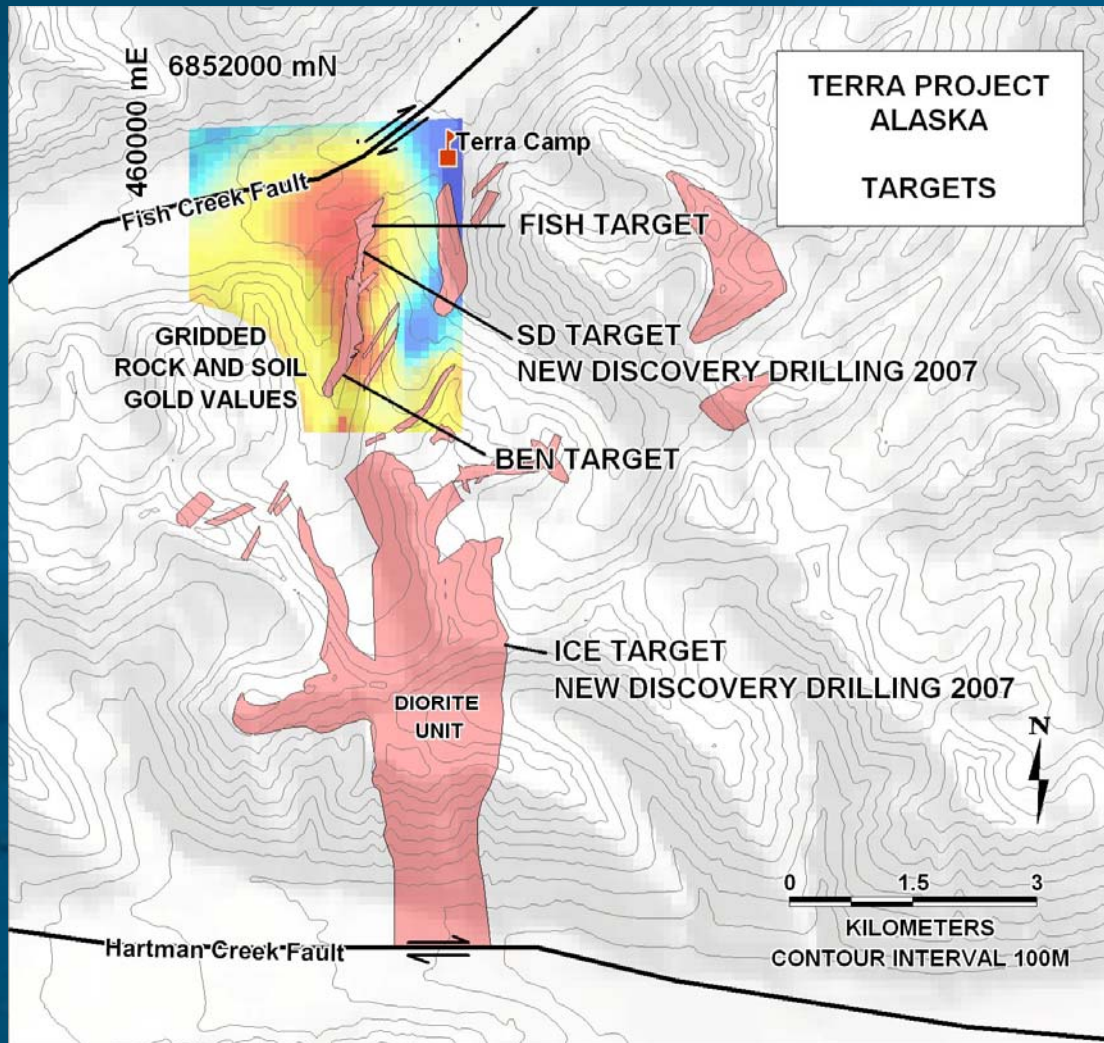 TERRA PROJECT
ALASKA
TARGETS
6852000 mN
460000 mE
Terra Camp
Fish Creek Fault
FISH TARGET
SD TARGET
NEW DISCOVERY DRILLING 2007
GRIDDED
ROCK AND SOIL
GOLD VALUES
BEN TARGET
ICE TARGET
NEW DISCOVERY DRILLING 2007
DIORITE
UNIT
N
0 1.5 3
KILOMETERS
CONTOUR INTERVAL 100M
Hartman Creek Fault